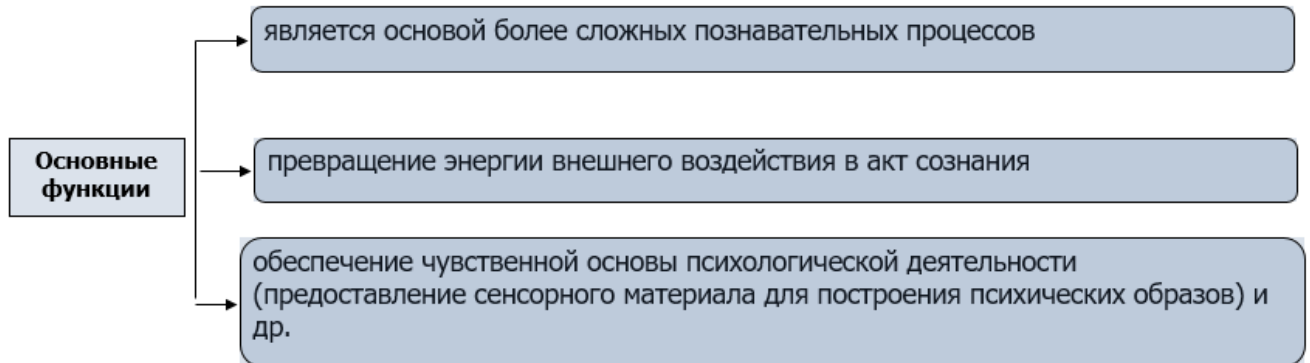 является основой более сложных познавательных процессов
Основные
функции
превращение энергии внешнего воздействия в акт сознания
обеспечение чувственной основы психологической деятельности
(предоставление сенсорного материала для построения психических образов) и
др.